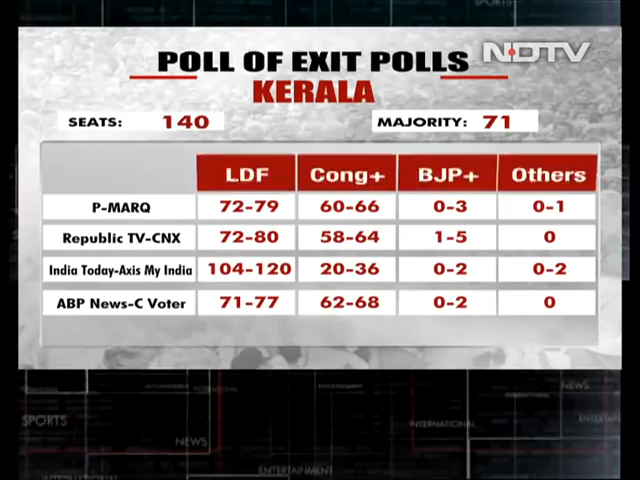 SPORTS
POLL OF EXIT POLLS
NDTV
KERALA
SEATS: 140
MAJORITY: 71
LDF Cong+ BJP+ Others
P-MARQ 72-79 60-66 0-3 0-1
Republic TV-CNX 72-80 58-64 1-5 0
India Today-Axis My India 104-120 20-36 0-2 0-2
ABP News-C Voter 71-77 62-68 0-2 0
NEWS
SPORTS
INTERNATIONAL
NEWS
ENTERTAINMENT